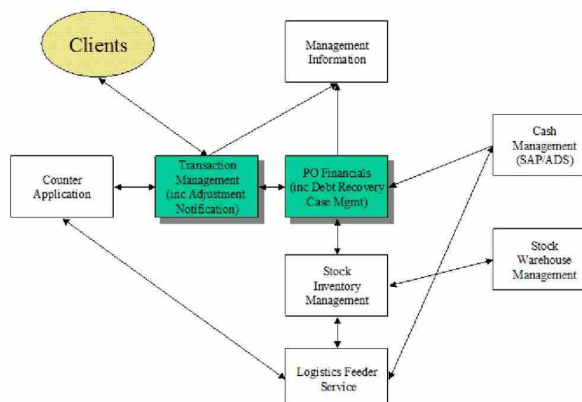 Clients
Management
Information
Cash
Management
(SAP/ADS)
Counter
Application
Transaction
Management
(inc Adjustment
Notification)
PO Financials
(inc Debt Recovery
Case Mgmt)
Stock
Warehouse
Management
Stock
Inventory
Management
Logistics Feeder
Service